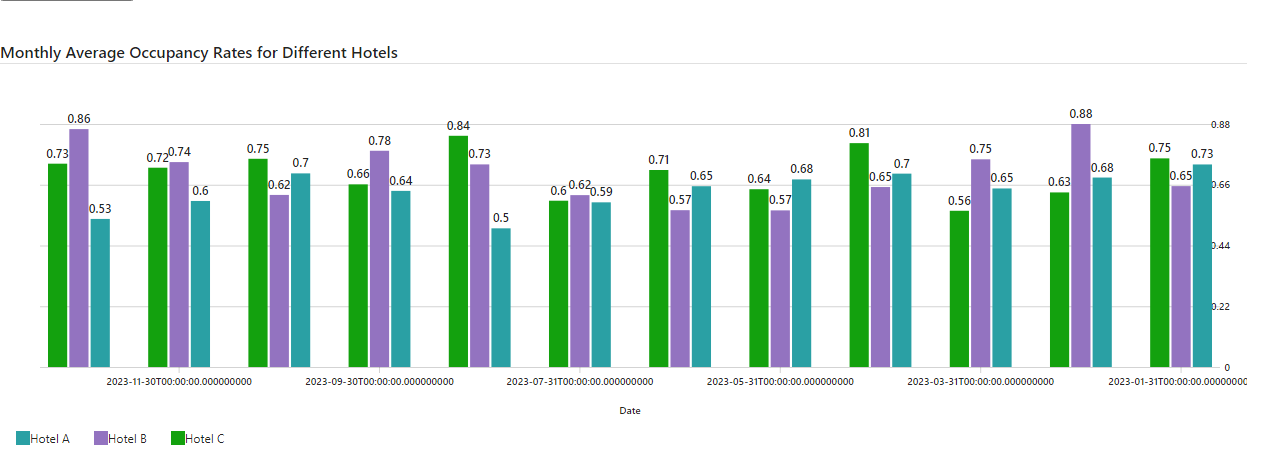 Monthly Average Occupancy Rates for Different Hotels
0.73 0.86 0.53 0.72 0.74 0.6 0.75 0.62 0.7 0.66 0.78 0.64 0.84 0.73 0.5 0.6 0.62 0.59 0.71 0.57 0.65 0.64 0.57 0.68 0.81 0.65 0.7 0.56 0.75 0.65 0.63 0.88 0.68 0.75 0.65 0.73
0.88
0.66
0.44
0.22
0
2023-11-30T00:00:00.000000000 2023-09-30T00:00:00.000000000 2023-07-31T00:00:00.000000000 2023-05-31T00:00:00.000000000 2023-03-31T00:00:00.000000000 2023-01-31T00:00:00.00000000
Date
Hotel A Hotel B Hotel C